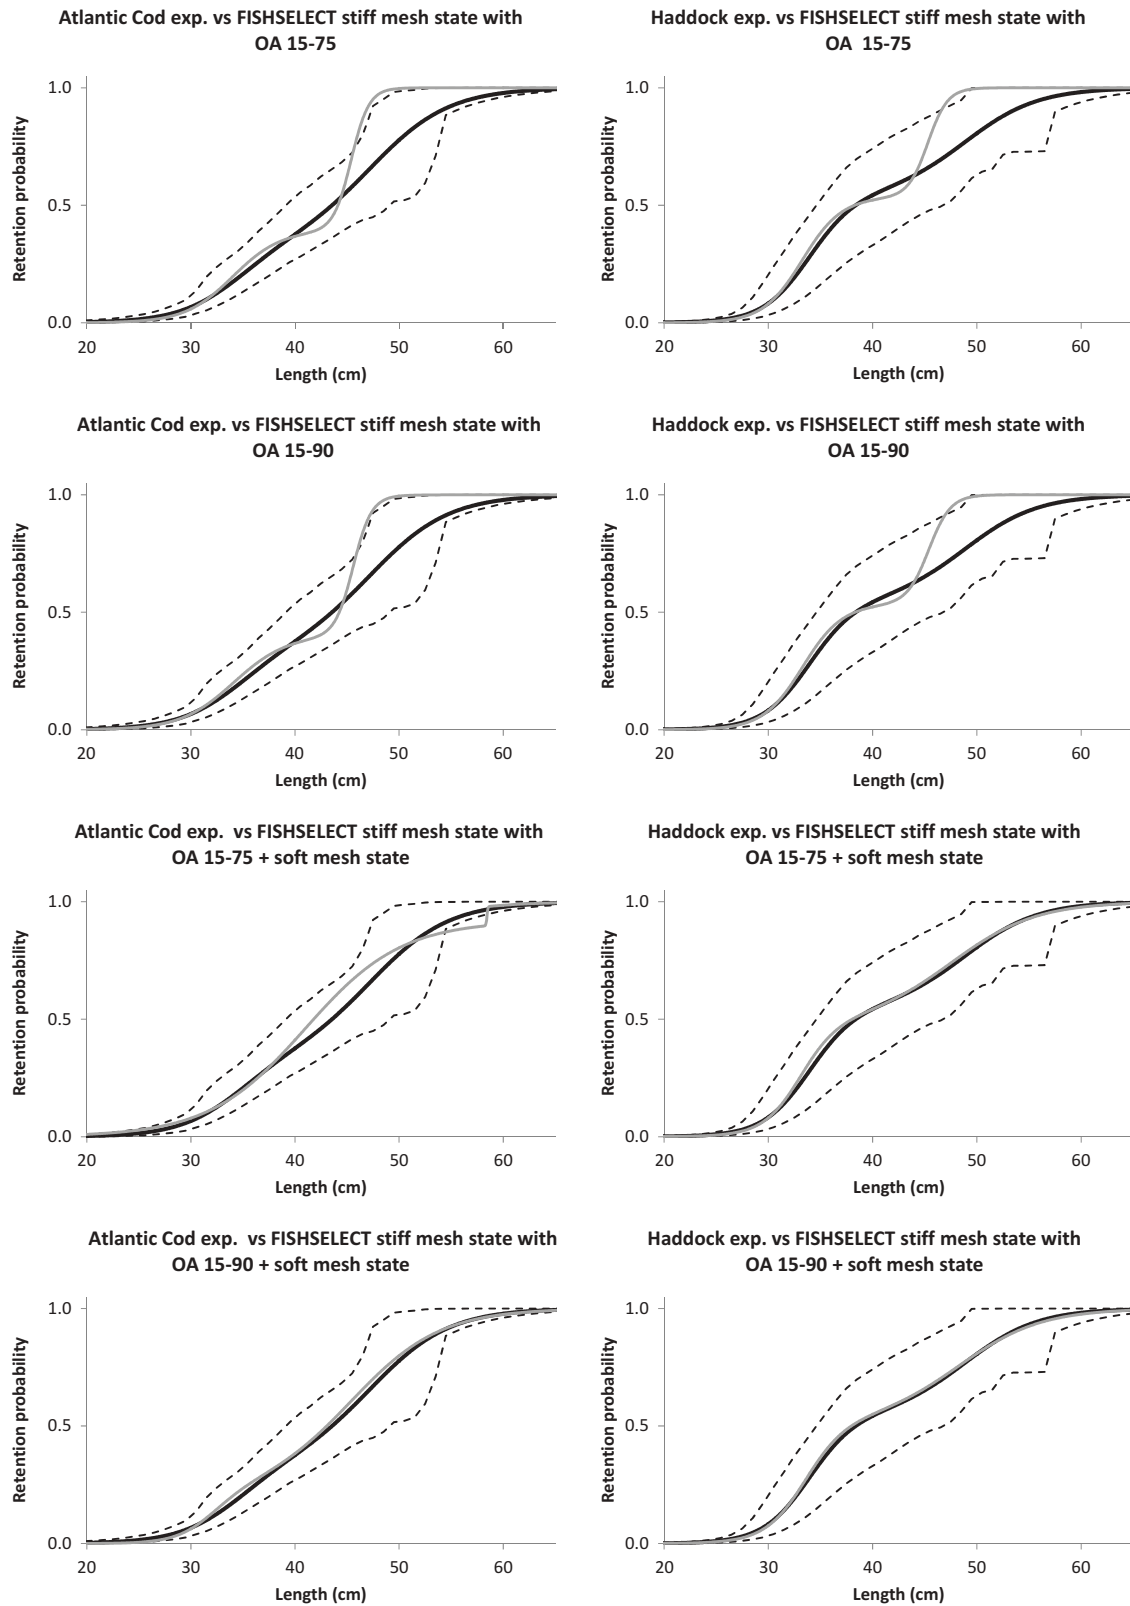 Atlantic Cod exp. vs FISHSELECT stiff mesh state with
OA 15-75
Retention probability
1.0
0.5
0.0
20 30 40 50 60
Length (cm)
Haddock exp. vs FISHSELECT stiff mesh state with
OA 15-75
Retention probability
1.0
0.5
0.0
20 30 40 50 60
Length (cm)
Atlantic Cod exp. vs FISHSELECT stiff mesh state with
OA 15-90
Retention probability
1.0
0.5
0.0
20 30 40 50 60
Length (cm)
Haddock exp. vs FISHSELECT stiff mesh state with
OA 15-90
Retention probability
1.0
0.5
0.0
20 30 40 50 60
Length (cm)
Atlantic Cod exp. vs FISHSELECT stiff mesh state with
OA 15-75 + soft mesh state
Retention probability
1.0
0.5
0.0
20 30 40 50 60
Length (cm)
Haddock exp. vs FISHSELECT stiff mesh state with
OA 15-75 + soft mesh state
Retention probability
1.0
0.5
0.0
20 30 40 50 60
Length (cm)
Atlantic Cod exp. vs FISHSELECT stiff mesh state with
OA 15-90 + soft mesh state
Retention probability
1.0
0.5
0.0
20 30 40 50 60
Length (cm)
Haddock exp. vs FISHSELECT stiff mesh state with
OA 15-90 + soft mesh state
Retention probability
1.0
0.5
0.0
20 30 40 50 60
Length (cm)